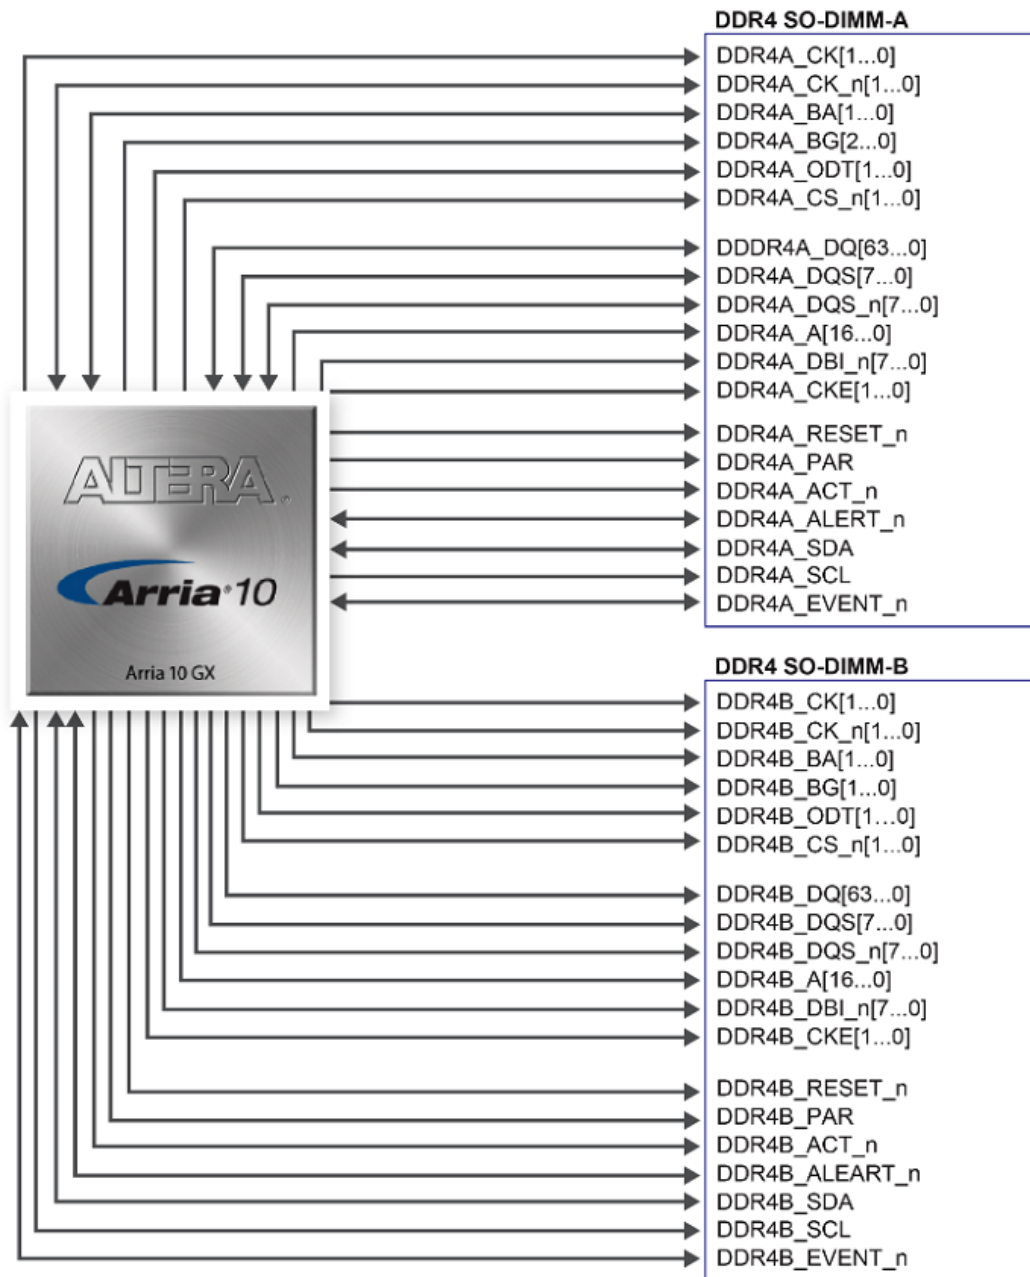 DDR4 SO-DIMM-A
DDR4A_CK[1...0]
DDR4A_CK_n[1...0]
DDR4A_BA[1...0]
DDR4A_BG[2...0]
DDR4A_ODT[1...0]
DDR4A_CS_n[1...0]
DDDR4A_DQ[63...0]
DDR4A_DQS[7...0]
DDR4A_DQS_n[7...0]
DDR4A_A[16...0]
DDR4A_DBI_n[7...0]
DDR4A_CKE[1...0]
DDR4A_RESET_n
DDR4A_PAR
DDR4A_ACT_n
DDR4A_ALERT_n
DDR4A_SDA
DDR4A_SCL
DDR4A_EVENT_n
ALTERA®
Arria® 10
Arria 10 GX
DDR4 SO-DIMM-B
DDR4B_CK[1...0]
DDR4B_CK_n[1...0]
DDR4B_BA[1...0]
DDR4B_BG[1...0]
DDR4B_ODT[1...0]
DDR4B_CS_n[1...0]
DDR4B_DQ[63...0]
DDR4B_DQS[7...0]
DDR4B_DQS_n[7...0]
DDR4B_A[16...0]
DDR4B_DBI_n[7...0]
DDR4B_CKE[1...0]
DDR4B_RESET_n
DDR4B_PAR
DDR4B_ACT_n
DDR4B_ALEART_n
DDR4B_SDA
DDR4B_SCL
DDR4B_EVENT_n